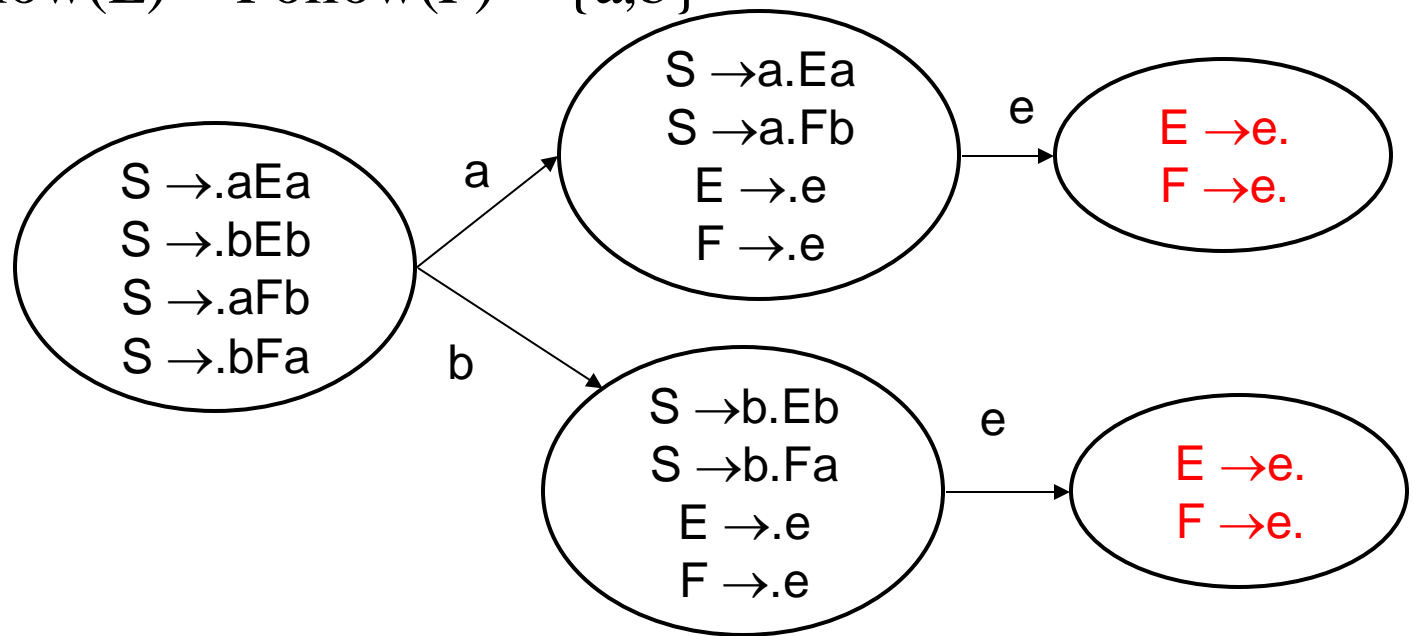 S →.aEa
S →.bEb
S →.aFb
S →.bFa
a
b
S →a.Ea
S →a.Fb
E →.e
F →.e
e
E →e.
F →e.
S →b.Eb
S →b.Fa
E →.e
F →.e
e
E →e.
F →e.